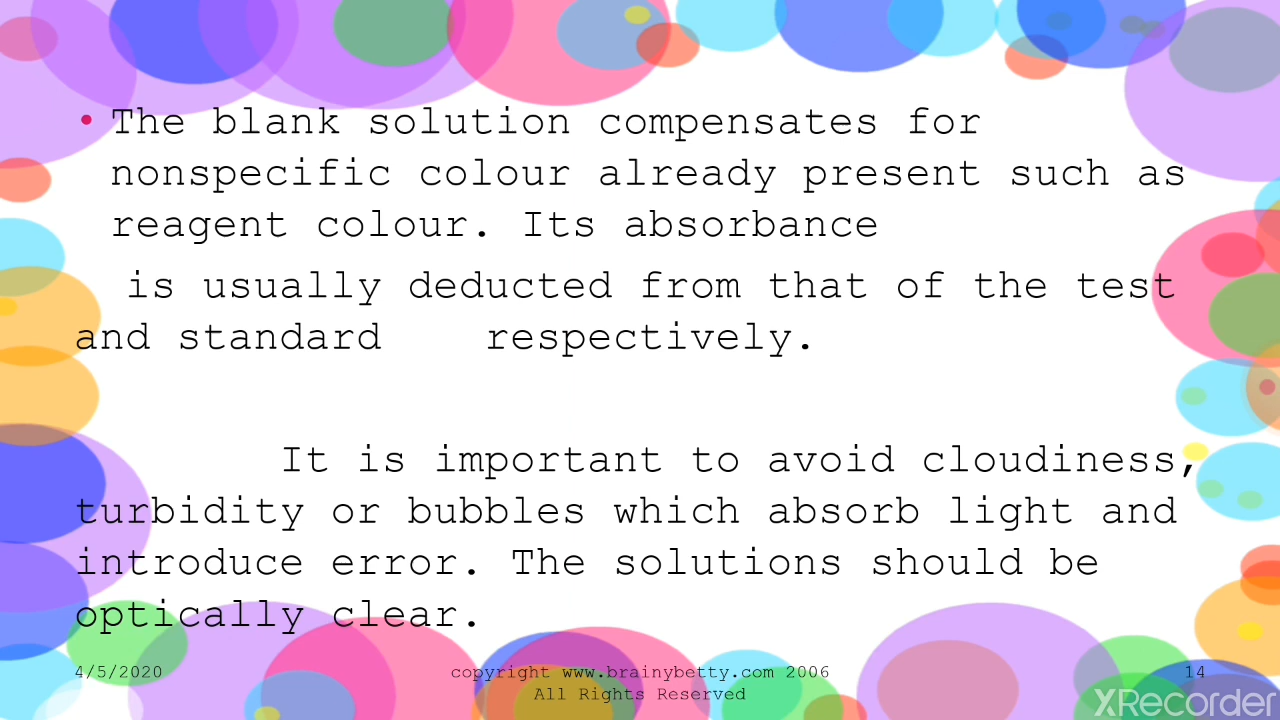 • The blank solution compensates for
nonspecific colour already present such as
reagent colour. Its absorbance
is usually deducted from that of the test
and standard    respectively.
It is important to avoid cloudiness,
turbidity or bubbles which absorb light and
introduce error. The solutions should be
optically clear.
4/5/2020
copyright www.brainybetty.com 2006
All Rights Reserved
14
XRecorder